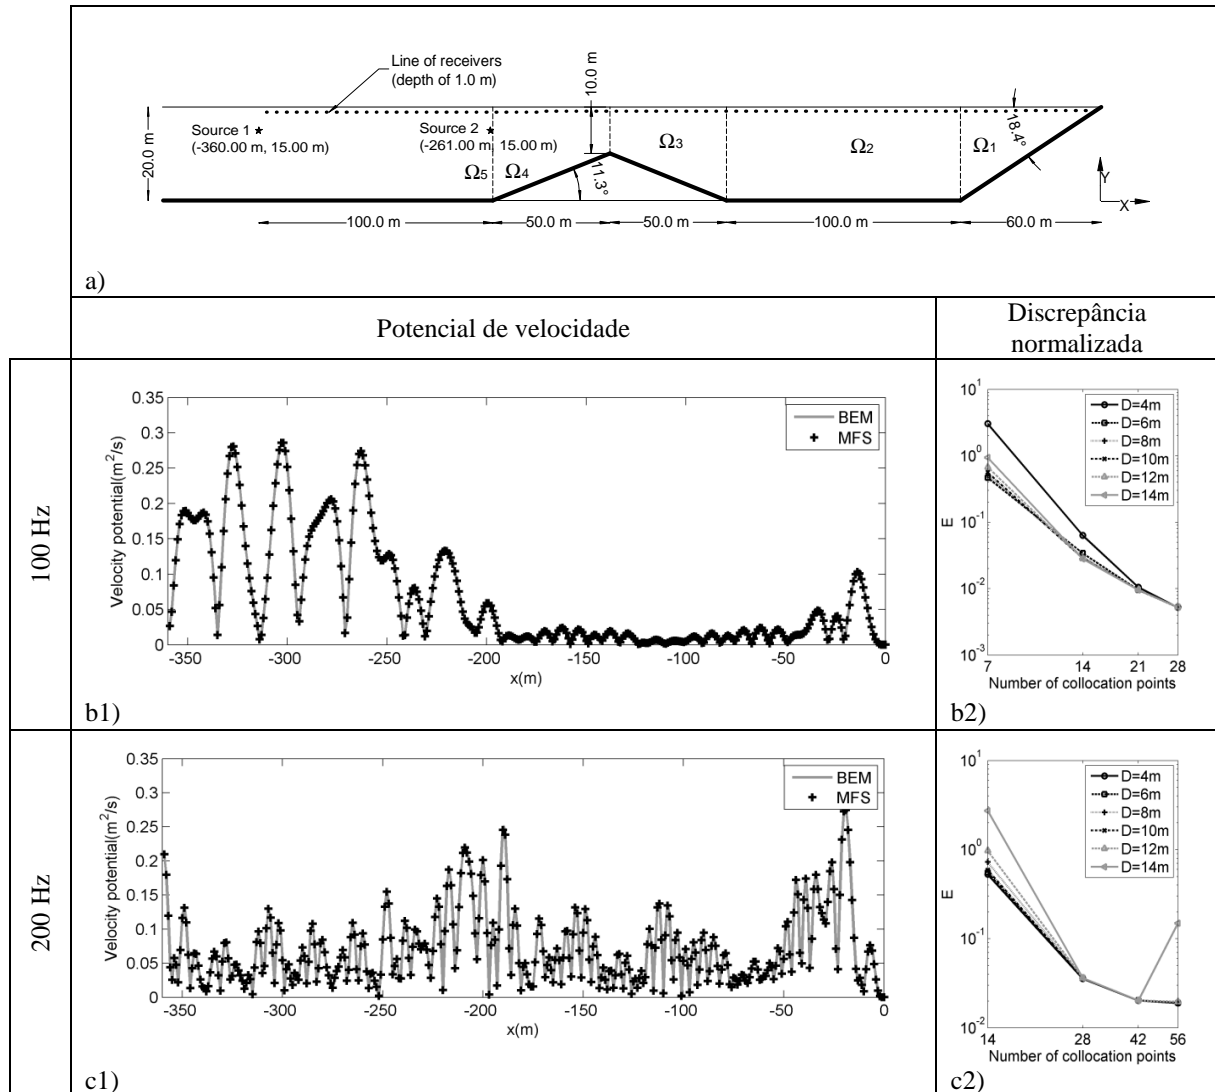 Line of receivers
(depth of 1.0 m)
10.0 m
20.0 m
Source 1
(-360.00 m, 15.00 m)
Source 2
(-261.00 m, 15.00 m)
Ω5
Ω4
Ω3
Ω2
Ω1
11.3°
18.4°
Y
X
100.0 m
50.0 m
50.0 m
100.0 m
60.0 m
a)
Potencial de velocidade
Discrepância
normalizada
100 Hz
Velocity potential(m²/s)
0.35
0.3
0.25
0.2
0.15
0.1
0.05
0
-350
-300
-250
-200
-150
-100
-50
0
x(m)
BEM
MFS
b1)
E
10¹
10⁰
10⁻¹
10⁻²
10⁻³
7
14
21
28
Number of collocation points
D=4m
D=6m
D=8m
D=10m
D=12m
D=14m
b2)
200 Hz
Velocity potential(m²/s)
0.35
0.3
0.25
0.2
0.15
0.1
0.05
0
-350
-300
-250
-200
-150
-100
-50
0
x(m)
BEM
MFS
c1)
E
10¹
10⁰
10⁻¹
10⁻²
14
28
42
56
Number of collocation points
D=4m
D=6m
D=8m
D=10m
D=12m
D=14m
c2)